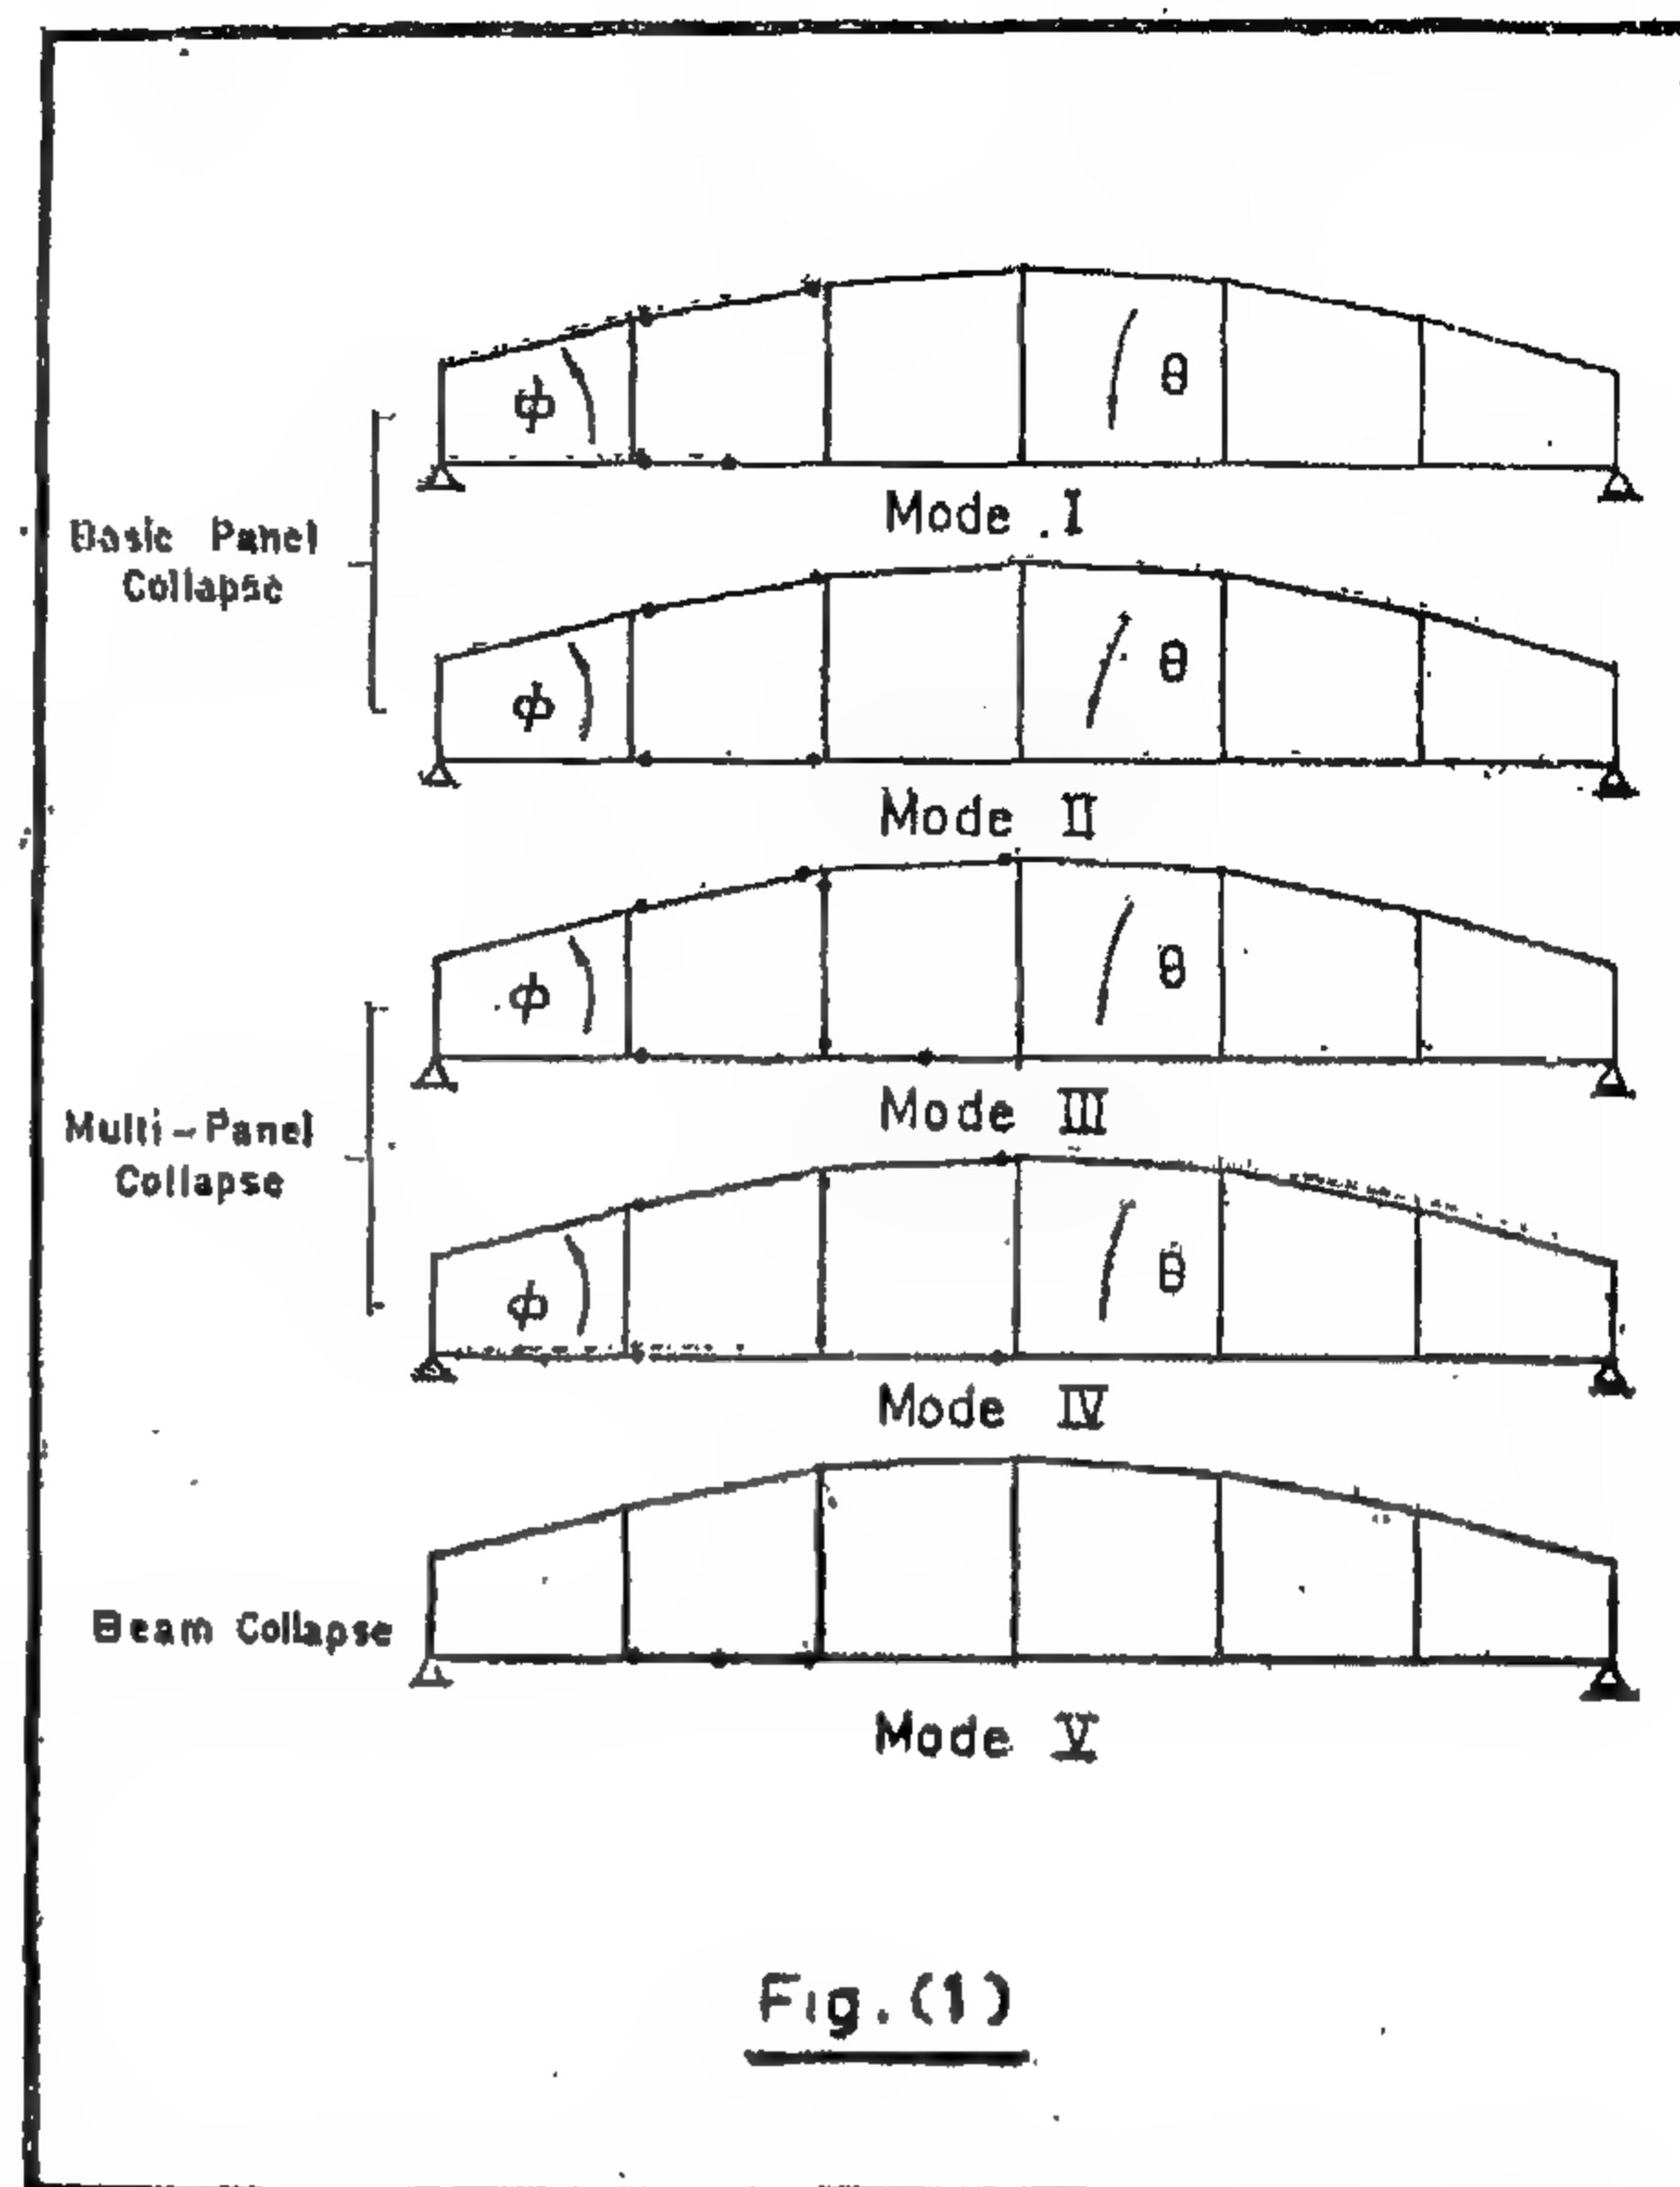 φ
θ
Mode I
Basic Panel
Collapse
φ
θ
Mode II
φ
θ
Mode III
Multi-Panel
Collapse
φ
θ
Mode IV
Beam Collapse
Mode V
Fig.(1)